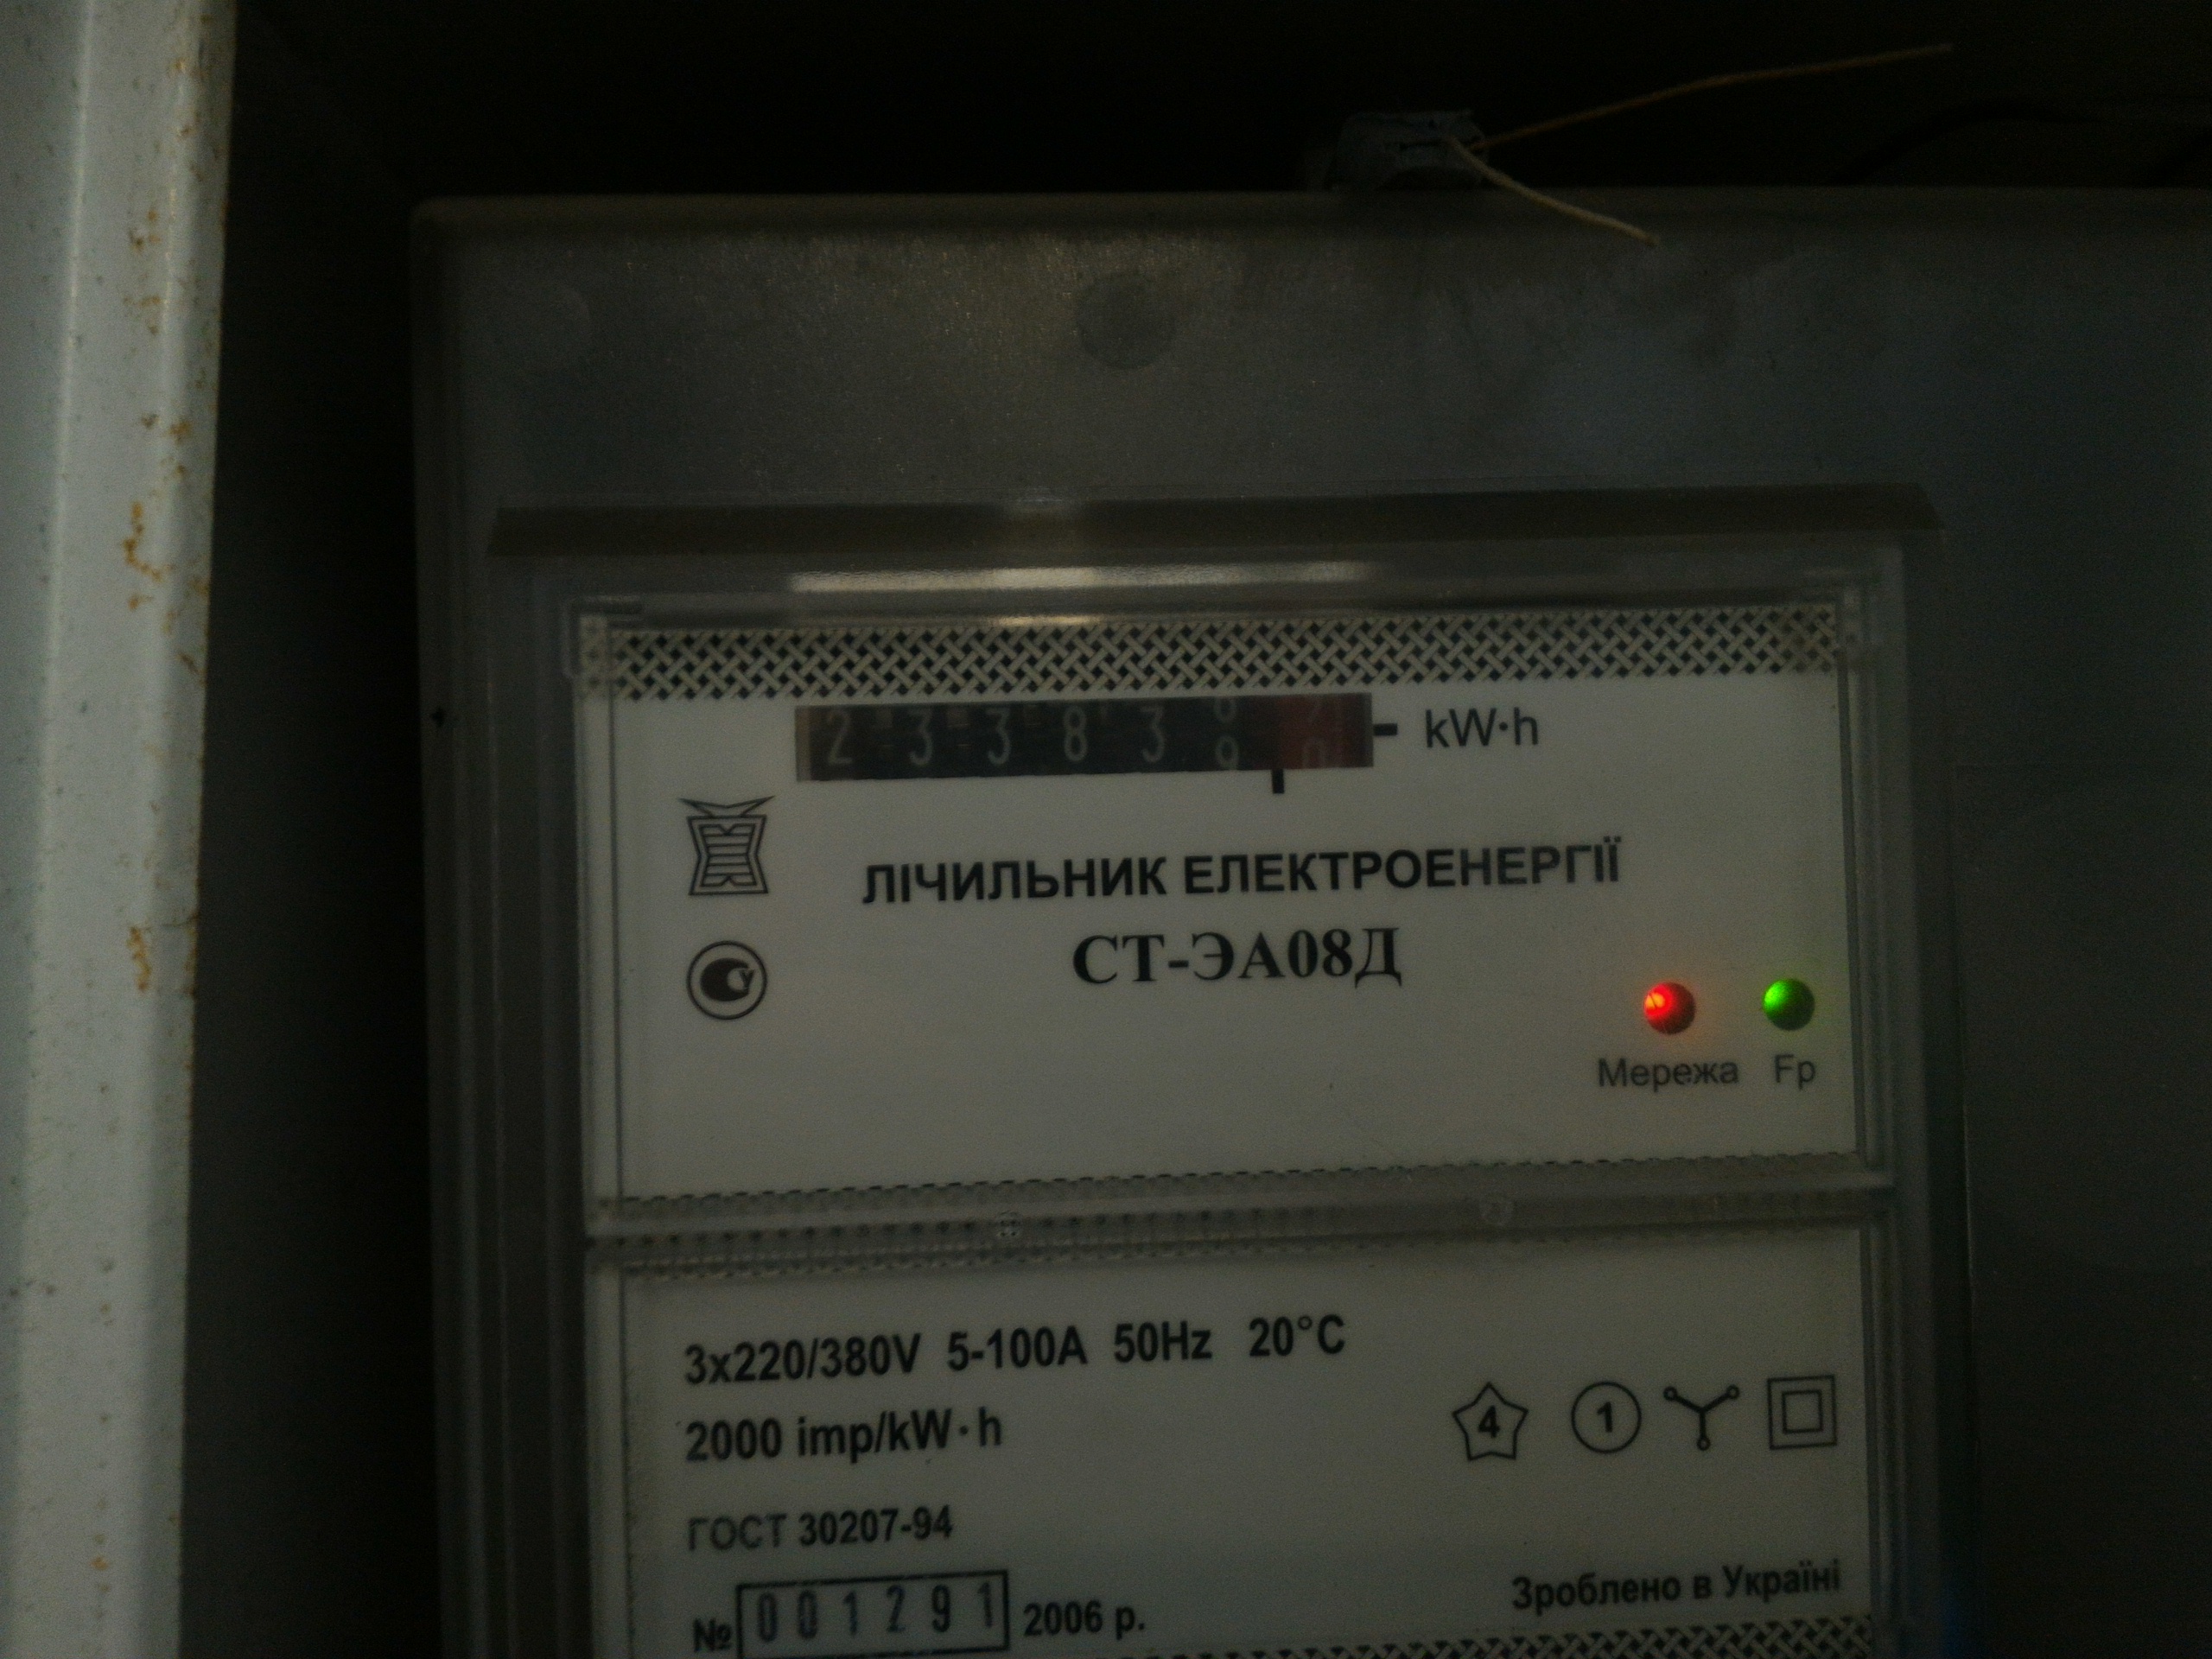 2 3 3 8 3
kW·h
ЛІЧИЛЬНИК ЕЛЕКТРОЕНЕРГІЇ
СТ-ЭА08Д
Мережа Fp
3x220/380V 5-100A 50Hz 20°C
2000 imp/kW·h
4 1
ГОСТ 30207-94
Зроблено в Україні
№ 001291 2006 р.